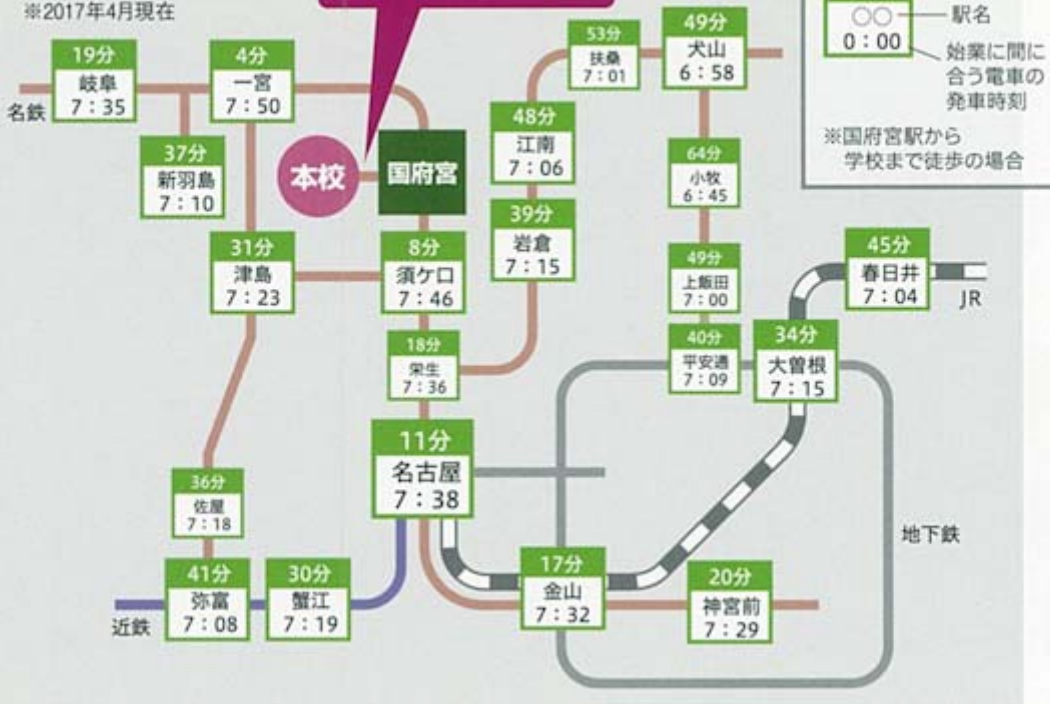 ※2017年4月現在
19分
岐阜
7：35
4分
一宮
7：50
53分
扶桑
7：01
49分
犬山
6：58
○○
0：00
駅名
始業に間に
合う電車の
発車時刻
※国府宮駅から
学校まで徒歩の場合
名鉄
37分
新羽島
7：10
本校
国府宮
48分
江南
7：06
64分
小牧
6：45
31分
津島
7：23
8分
須ケ口
7：46
39分
岩倉
7：15
49分
上飯田
7：00
45分
春日井
7：04
JR
18分
栄生
7：36
40分
平安通
7：09
34分
大曽根
7：15
11分
名古屋
7：38
36分
佐屋
7：18
地下鉄
41分
弥富
7：08
30分
蟹江
7：19
近鉄
17分
金山
7：32
20分
神宮前
7：29